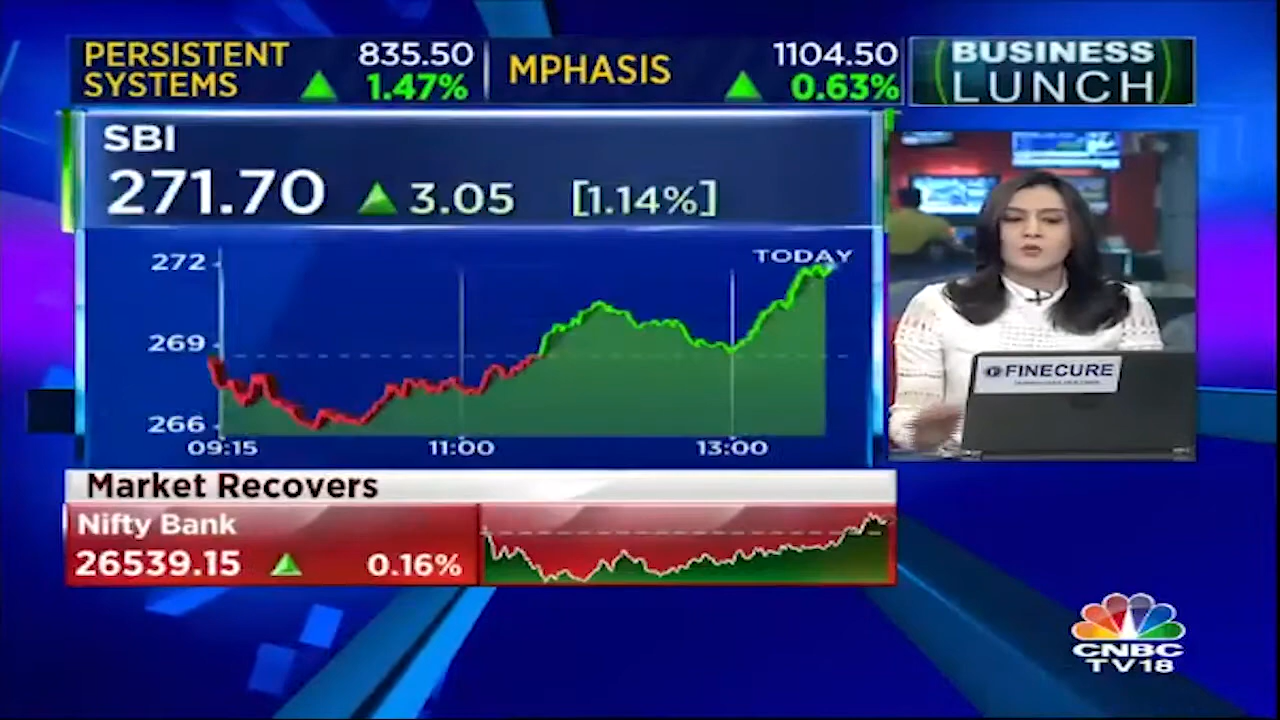 PERSISTENT
SYSTEMS
835.50
1.47%
MPHASIS
1104.50
0.63%
BUSINESS
LUNCH
SBI
271.70 3.05 [1.14%]
TODAY
272
269
266
09:15 11:00 13:00
FINECURE
Market Recovers
Nifty Bank
26539.15 0.16%
CNBC
TV18